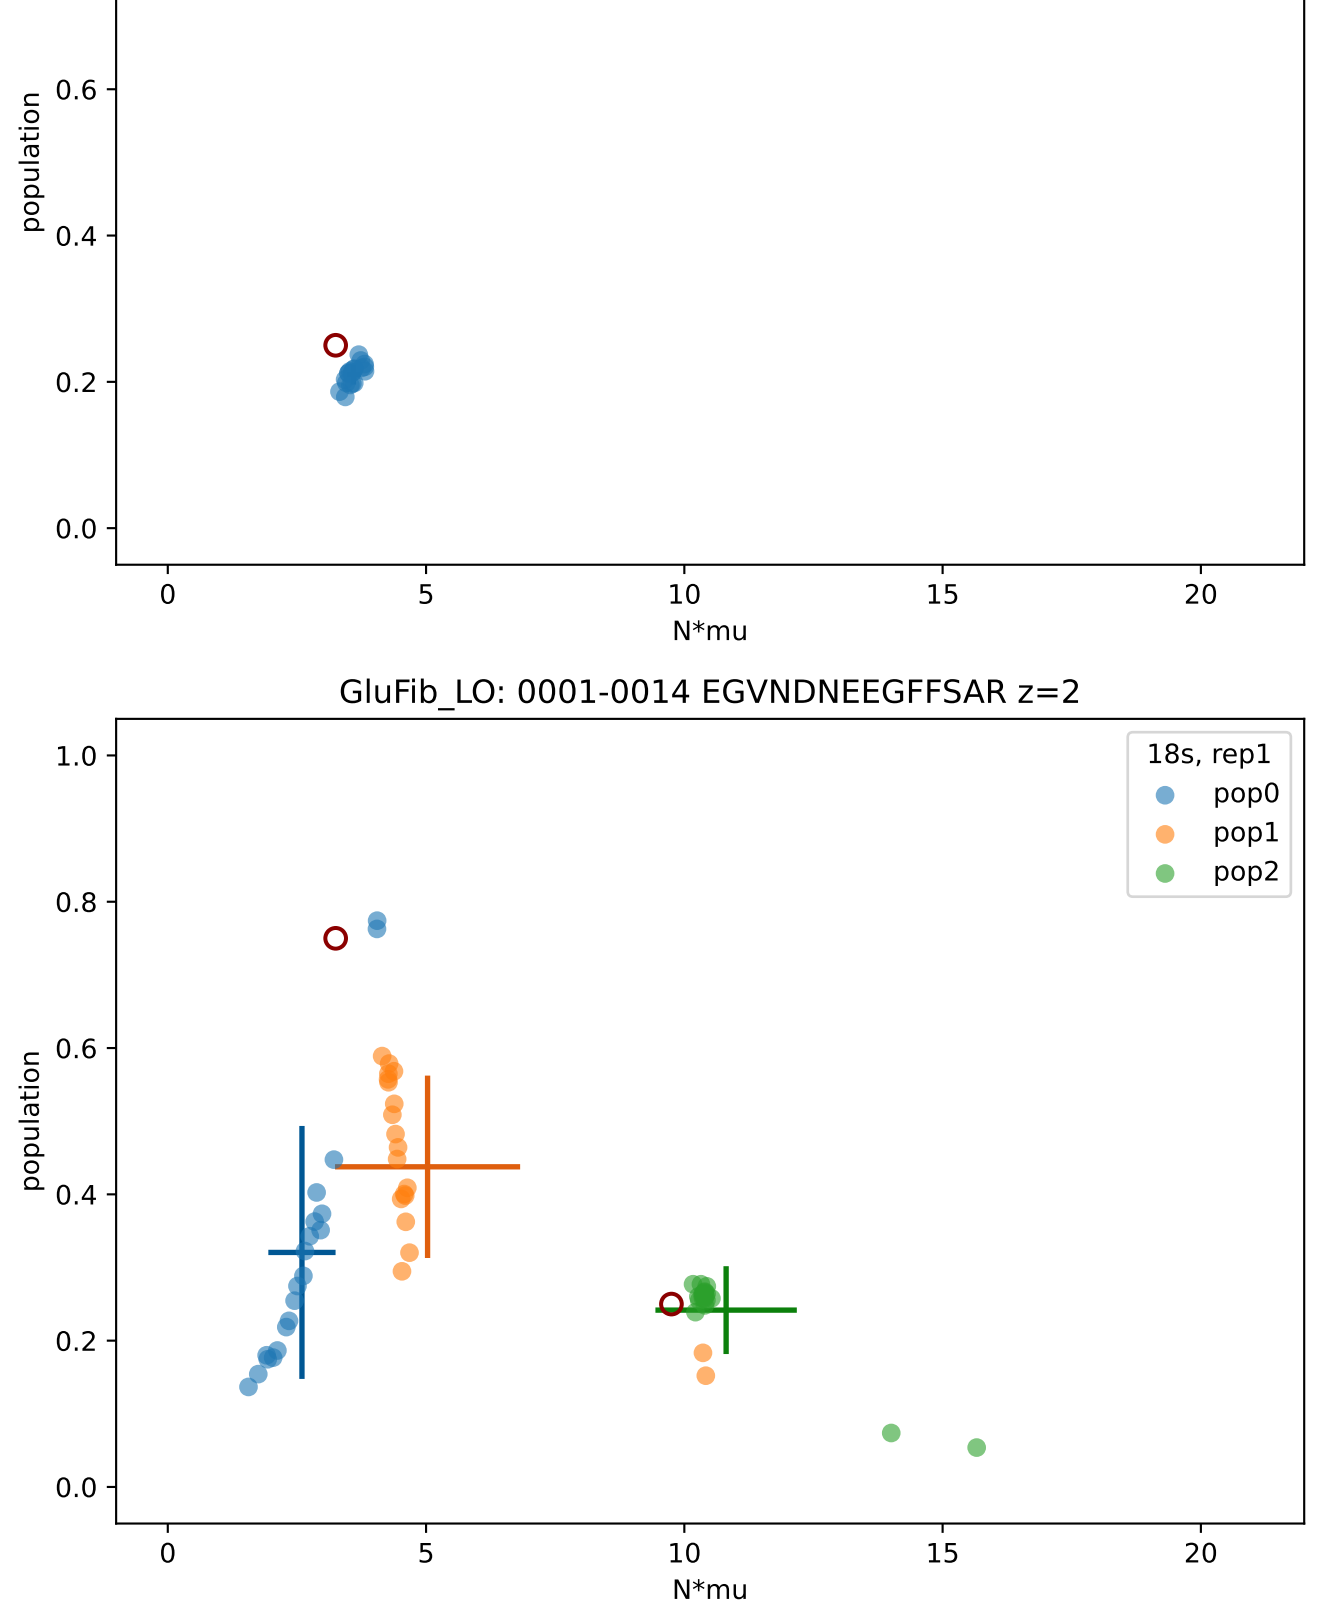 population
0.6
0.4
0.2
0.0
0 5 10 15 20
N*mu
GluFib_LO: 0001-0014 EGVNDNEEGFFSAR z=2
population
1.0
0.8
0.6
0.4
0.2
0.0
18s, rep1
pop0
pop1
pop2
0 5 10 15 20
N*mu